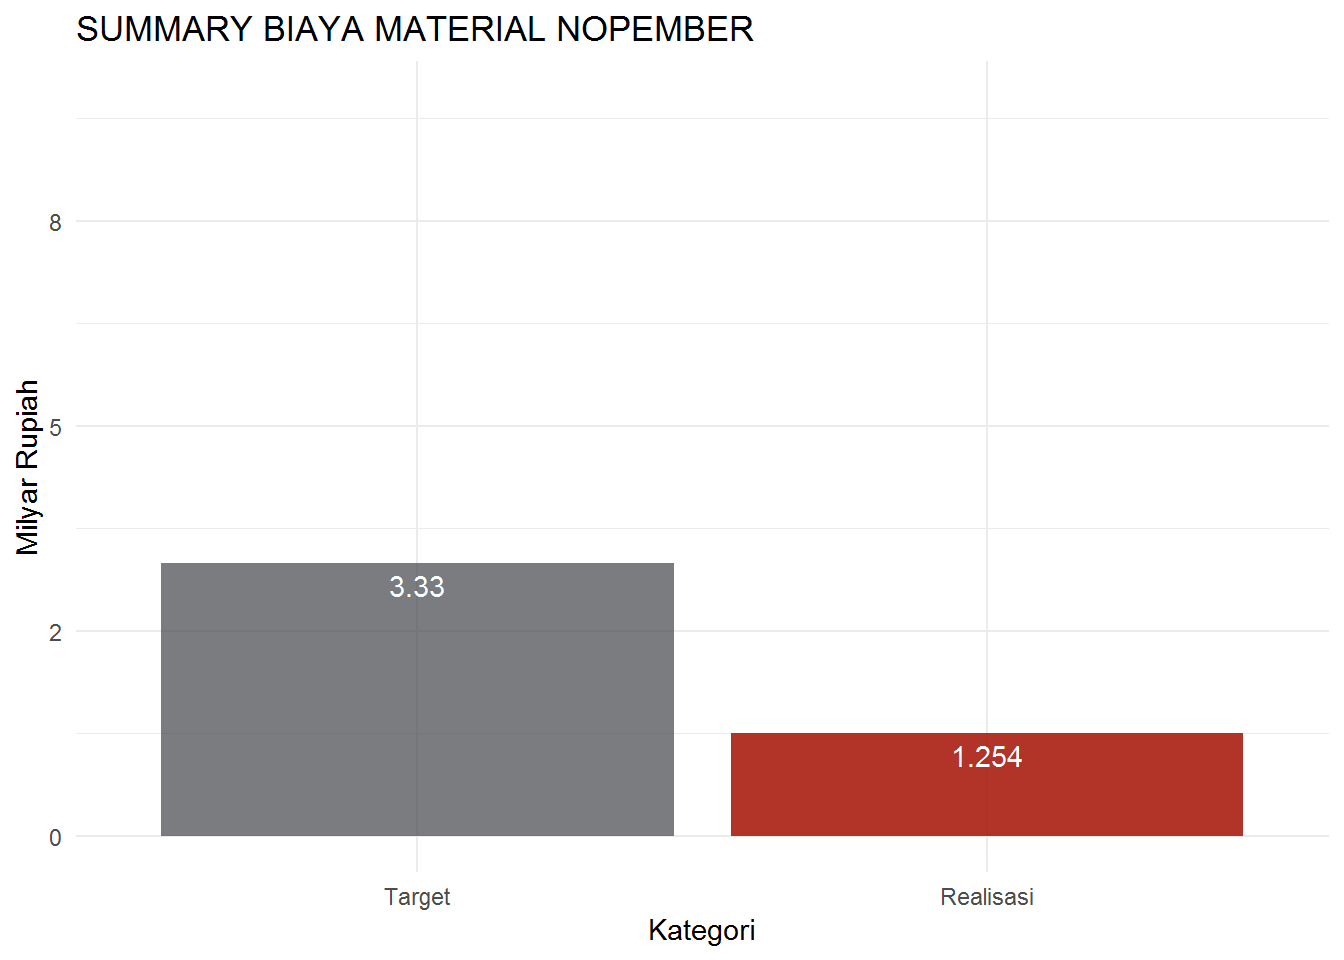 SUMMARY BIAYA MATERIAL NOPEMBER
Milyar Rupiah
8
5
2
0
3.33
1.254
Target
Realisasi
Kategori